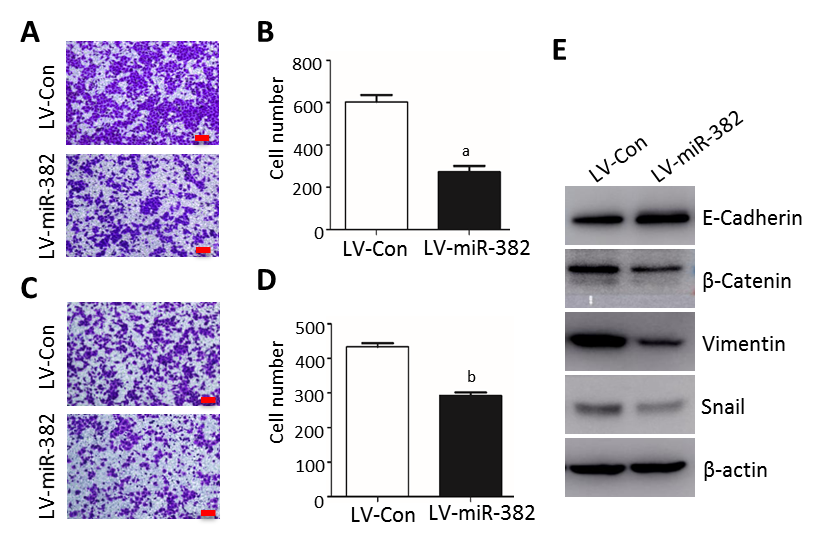 A
LV-Con
LV-miR-382
B
Cell number
800
600
400
200
0
a
LV-Con
LV-miR-382
C
LV-Con
LV-miR-382
D
Cell number
500
400
300
200
100
0
b
LV-Con
LV-miR-382
E
LV-Con
LV-miR-382
E-Cadherin
β-Catenin
Vimentin
Snail
β-actin